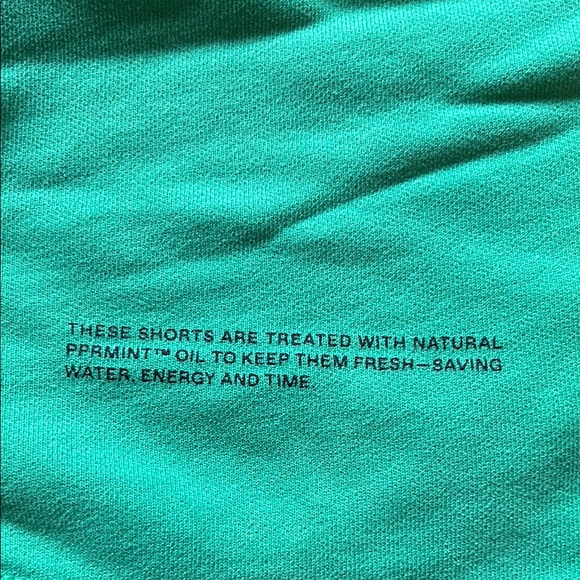 THESE SHORTS ARE TREATED WITH NATURAL
PPRMINT™ OIL TO KEEP THEM FRESH—SAVING
WATER, ENERGY AND TIME.